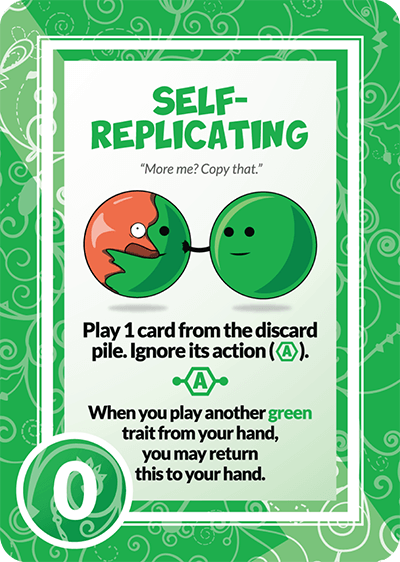 SELF-
REPLICATING
“More me? Copy that.”
Play 1 card from the discard
pile. Ignore its action (A).
A
When you play another green
trait from your hand,
you may return
this to your hand.
0